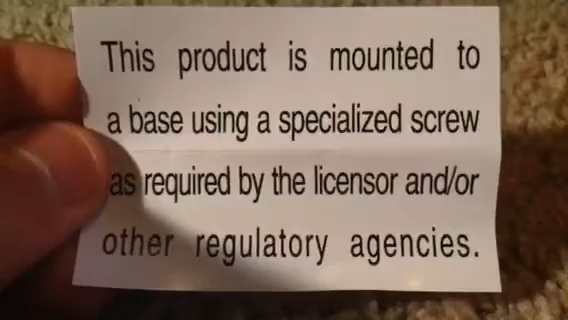 This product is mounted to
a base using a specialized screw
as required by the licensor and/or
other regulatory agencies.